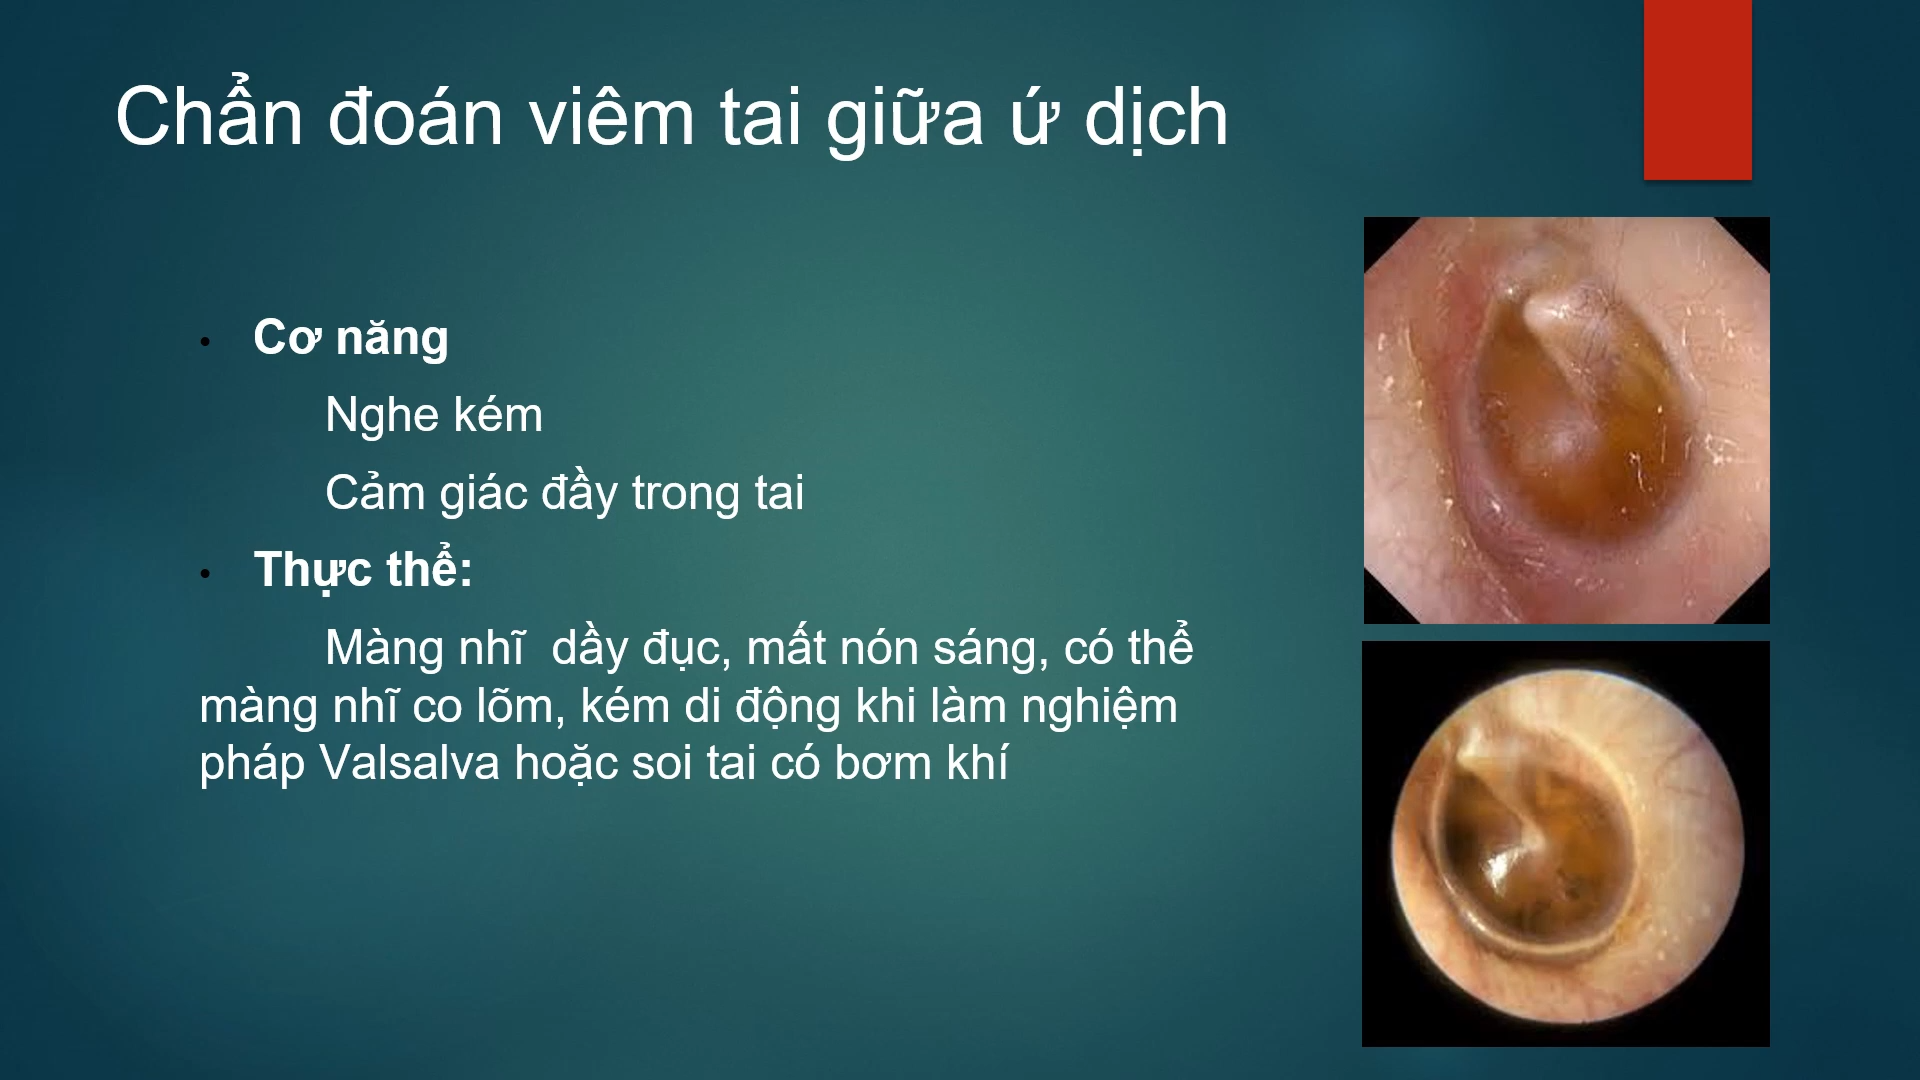 Chẩn đoán viêm tai giữa ứ dịch
• Cơ năng
Nghe kém
Cảm giác đầy trong tai
• Thực thể:
Màng nhĩ  dầy đục, mất nón sáng, có thể
màng nhĩ co lõm, kém di động khi làm nghiệm
pháp Valsalva hoặc soi tai có bơm khí